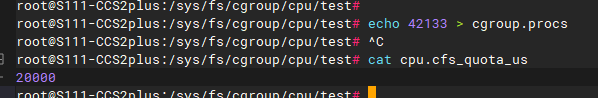 root@S111-CCS2plus:/sys/fs/cgroup/cpu/test#
root@S111-CCS2plus:/sys/fs/cgroup/cpu/test# echo 42133 > cgroup.procs
root@S111-CCS2plus:/sys/fs/cgroup/cpu/test# ^C
root@S111-CCS2plus:/sys/fs/cgroup/cpu/test# cat cpu.cfs_quota_us
20000
root@S111-CCS2plus:/sys/fs/cgroup/cpu/test#